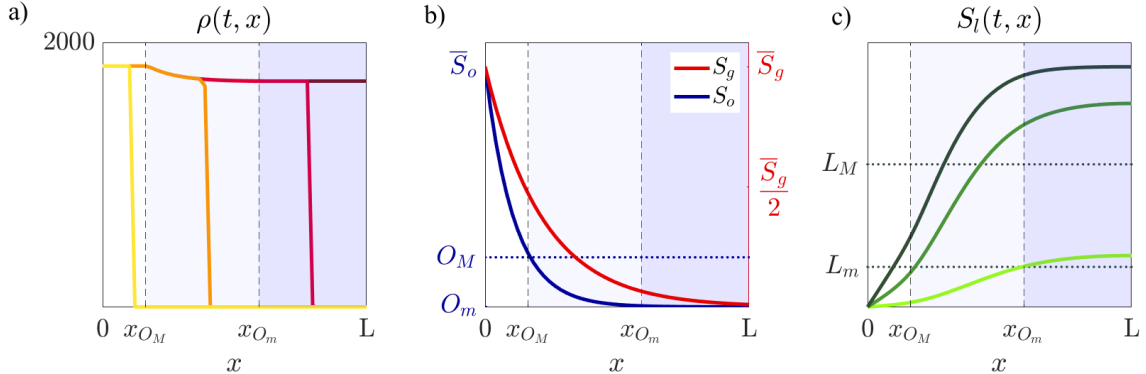 a)
ρ(t, x)
2000
0
x_{O_M}
x_{O_m}
L
x
b)
S̅_o
O_M
O_m
S_g
S_o
S̅_g
S̅_g
2
0
x_{O_M}
x_{O_m}
L
x
c)
S_l(t, x)
L_M
L_m
0
x_{O_M}
x_{O_m}
L
x